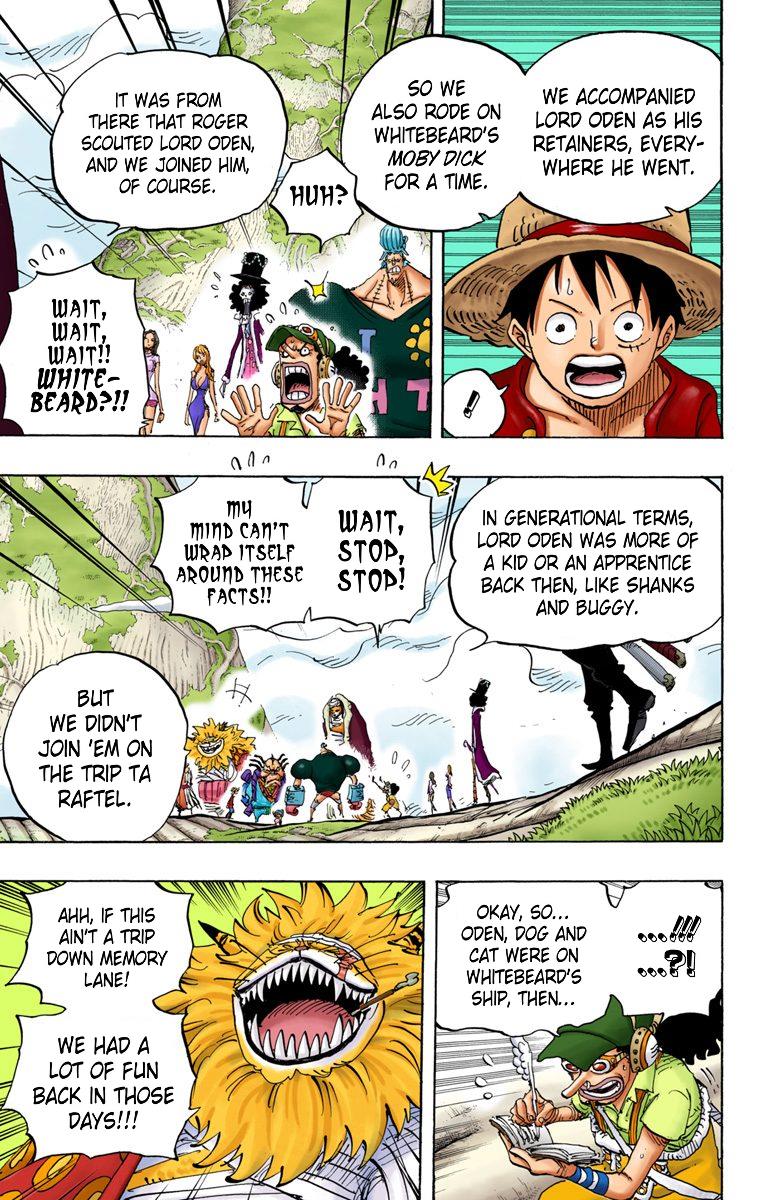 WE ACCOMPANIED
LORD ODEN AS HIS
RETAINERS, EVERY-
WHERE HE WENT.
SO WE
ALSO RODE ON
WHITEBEARD'S
MOBY DICK
FOR A TIME.
!!
IT WAS FROM
THERE THAT ROGER
SCOUTED LORD ODEN,
AND WE JOINED HIM,
OF COURSE.
HUH?
WAIT,
WAIT,
WAIT!!
WHITE-
BEARD?!!
IN GENERATIONAL TERMS,
LORD ODEN WAS MORE OF
A KID OR AN APPRENTICE
BACK THEN, LIKE SHANKS
AND BUGGY.
WAIT,
STOP,
STOP!
MY
MIND CAN'T
WRAP ITSELF
AROUND THESE
FACTS!!
BUT
WE DIDN'T
JOIN 'EM ON
THE TRIP TA
RAFTEL.
...!!!
...?!
OKAY, SO...
ODEN, DOG AND
CAT WERE ON
WHITEBEARD'S
SHIP, THEN...
AHH, IF THIS
AIN'T A TRIP
DOWN MEMORY
LANE!
WE HAD A
LOT OF FUN
BACK IN THOSE
DAYS!!!